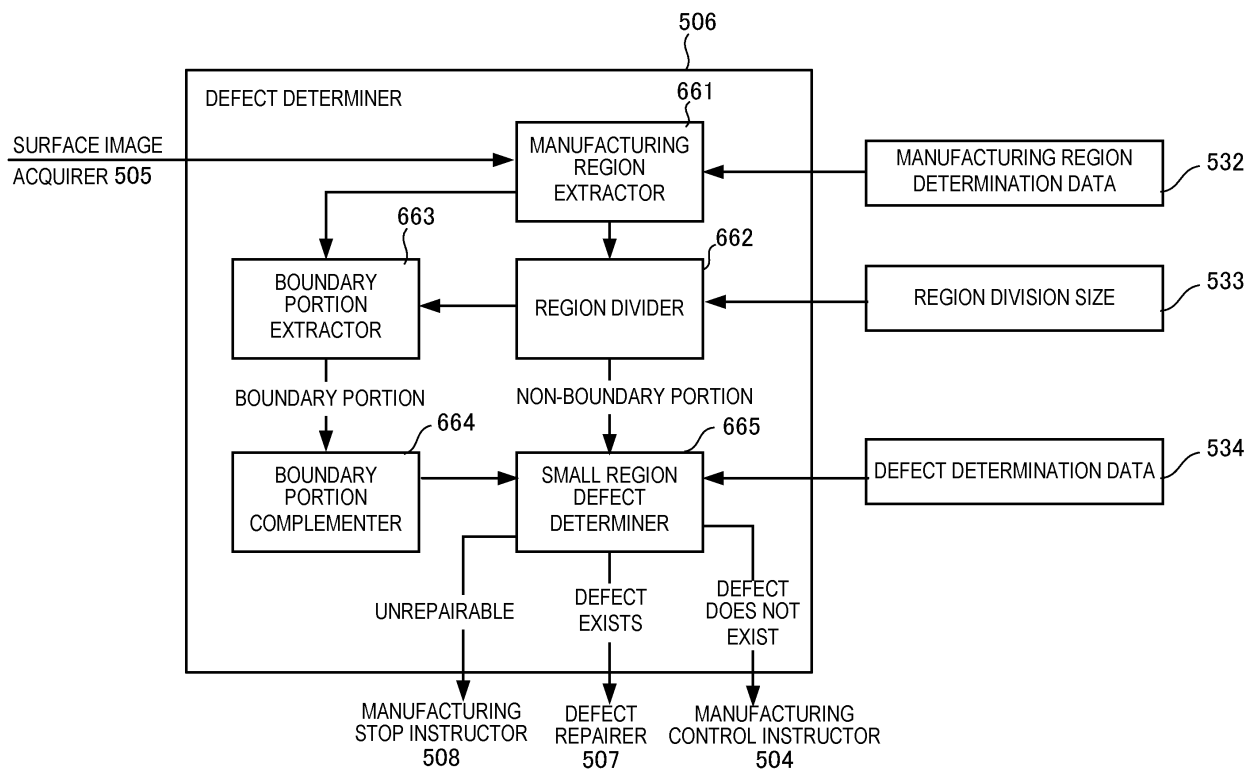 506
DEFECT DETERMINER
661
SURFACE IMAGE
ACQUIRER 505
MANUFACTURING
REGION
EXTRACTOR
MANUFACTURING REGION
DETERMINATION DATA
532
663
662
BOUNDARY
PORTION
EXTRACTOR
REGION DIVIDER
REGION DIVISION SIZE
533
BOUNDARY PORTION
NON-BOUNDARY PORTION
664
665
BOUNDARY
PORTION
COMPLEMENTER
SMALL REGION
DEFECT
DETERMINER
DEFECT DETERMINATION DATA
534
UNREPAIRABLE
DEFECT
EXISTS
DEFECT
DOES NOT
EXIST
MANUFACTURING
STOP INSTRUCTOR
508
DEFECT
REPAIRER
507
MANUFACTURING
CONTROL INSTRUCTOR
504